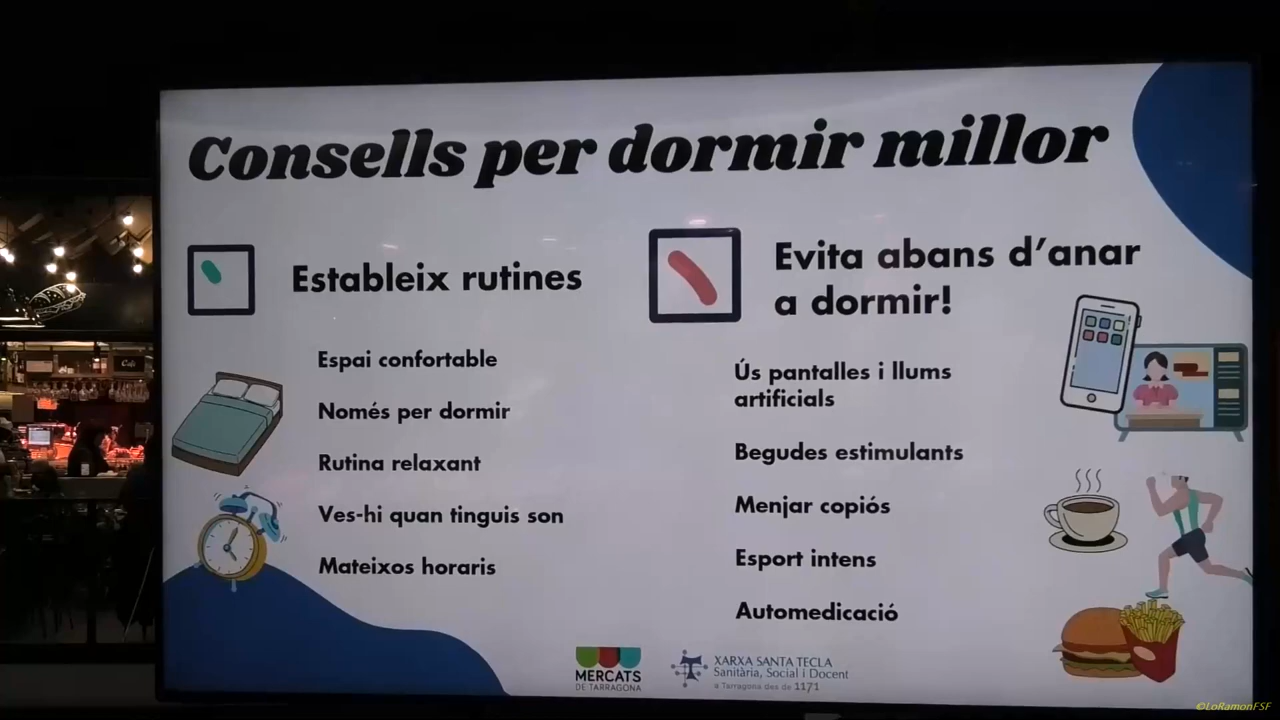 Consells per dormir millor
Estableix rutines
Espai confortable
Només per dormir
Rutina relaxant
Ves-hi quan tinguis son
Mateixos horaris
Evita abans d'anar
a dormir!
Ús pantalles i llums
artificials
Begudes estimulants
Menjar copiós
Esport intens
Automedicació
MERCATS
DE TARRAGONA
XARXA SANTA TECLA
Sanitària, Social i Docent
a Tarragona des de 1171
Café
©LoRamonFSF